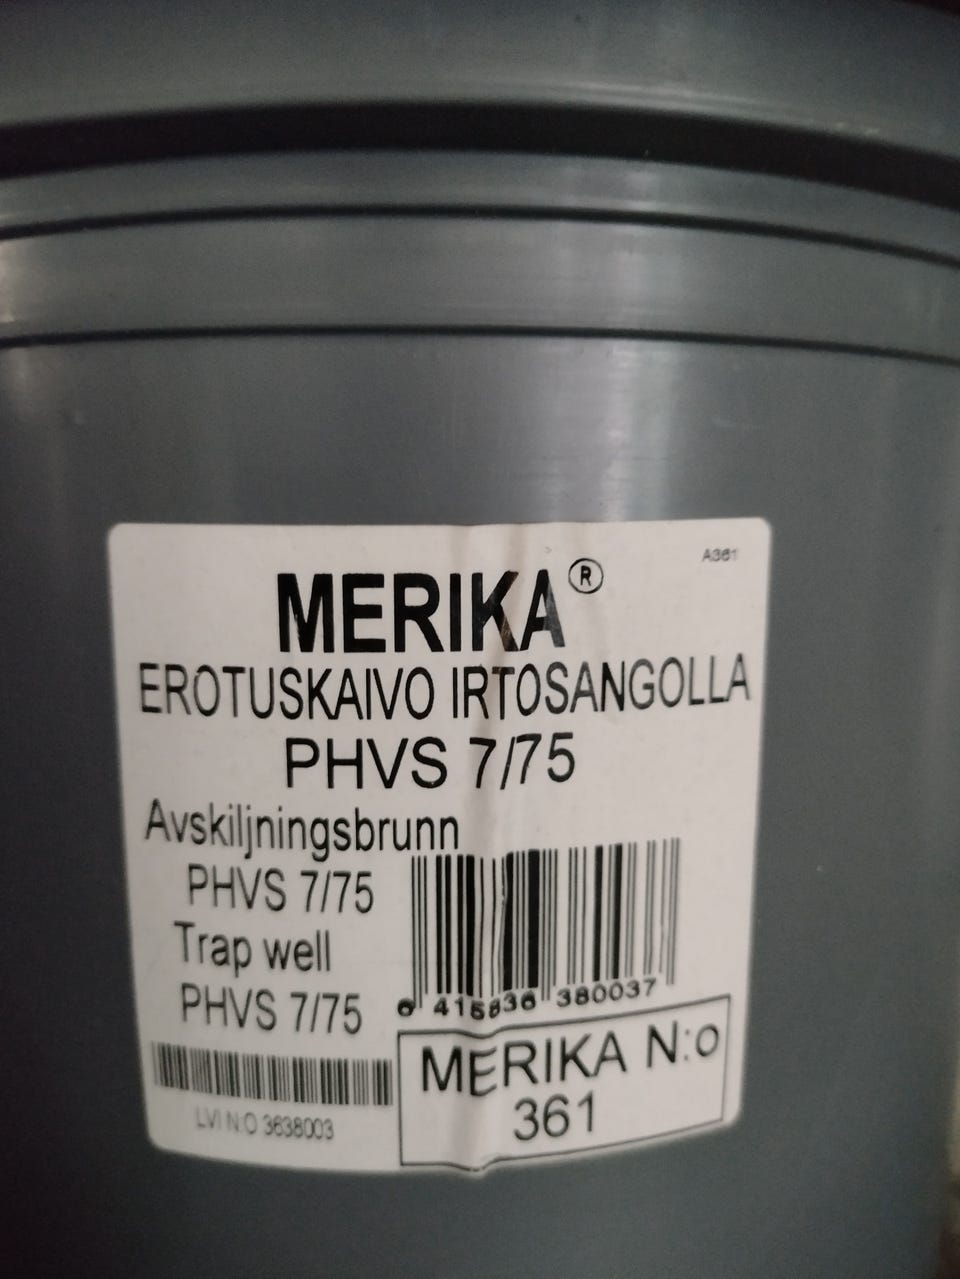 A361
MERIKA®
EROTUSKAIVO IRTOSANGOLLA
PHVS 7/75
Avskiljningsbrunn
PHVS 7/75
Trap well
PHVS 7/75
6 415836 380037
MERIKA N:o
361
LVI N:O 3638003